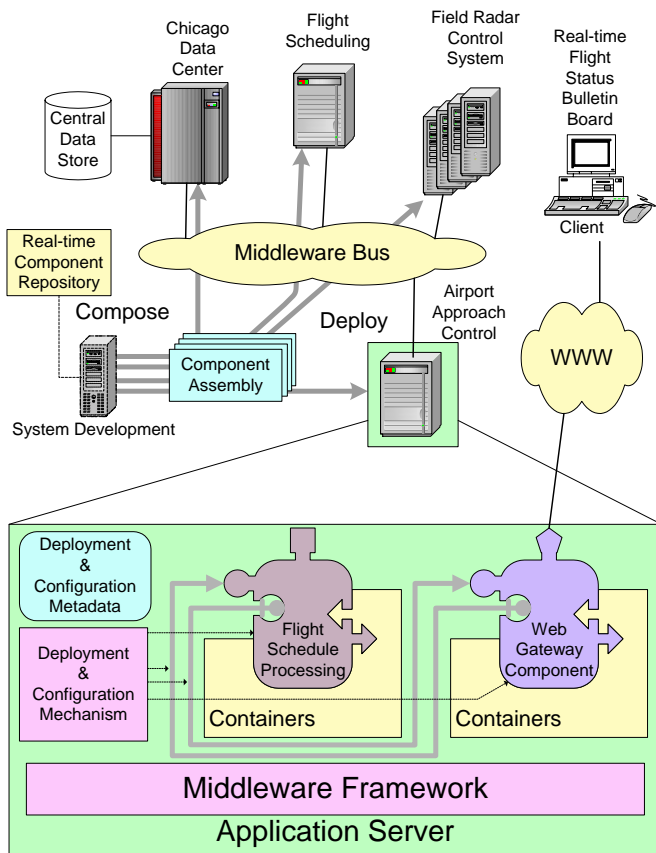 Chicago
Data
Center
Flight
Scheduling
Field Radar
Control
System
Real-time
Flight
Status
Bulletin
Board
Central
Data
Store
Client
Real-time
Component
Repository
Middleware Bus
Compose
Deploy
Airport
Approach
Control
WWW
Component
Assembly
System Development
Deployment
&
Configuration
Metadata
Deployment
&
Configuration
Mechanism
Flight
Schedule
Processing
Web
Gateway
Component
Containers
Containers
Middleware Framework
Application Server